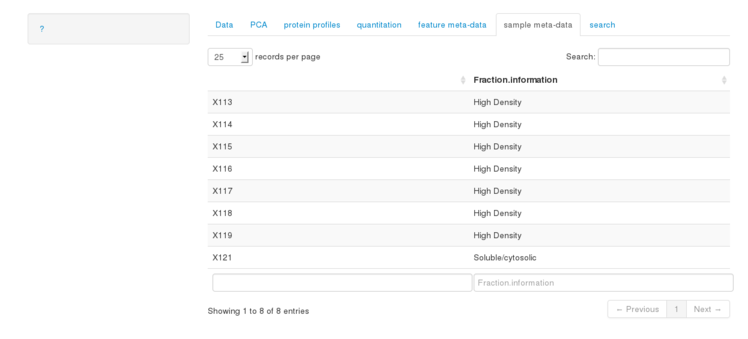 ?
Data PCA protein profiles quantitation feature meta-data sample meta-data search
25 records per page Search:
Fraction.information
X113 High Density
X114 High Density
X115 High Density
X116 High Density
X117 High Density
X118 High Density
X119 High Density
X121 Soluble/cytosolic
Fraction.information
Showing 1 to 8 of 8 entries ← Previous 1 Next →